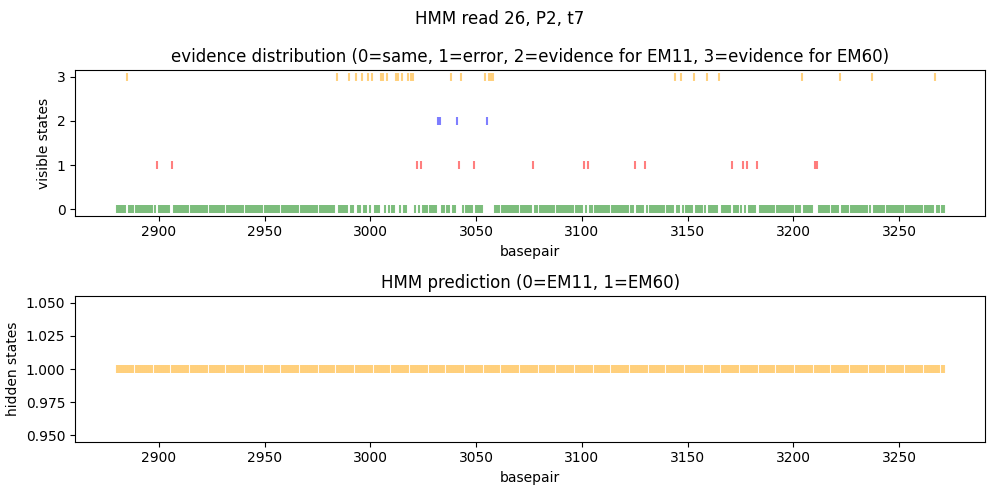 HMM read 26, P2, t7
evidence distribution (0=same, 1=error, 2=evidence for EM11, 3=evidence for EM60)
visible states
3
2
1
0
2900 2950 3000 3050 3100 3150 3200 3250
basepair
HMM prediction (0=EM11, 1=EM60)
hidden states
1.050
1.025
1.000
0.975
0.950
2900 2950 3000 3050 3100 3150 3200 3250
basepair